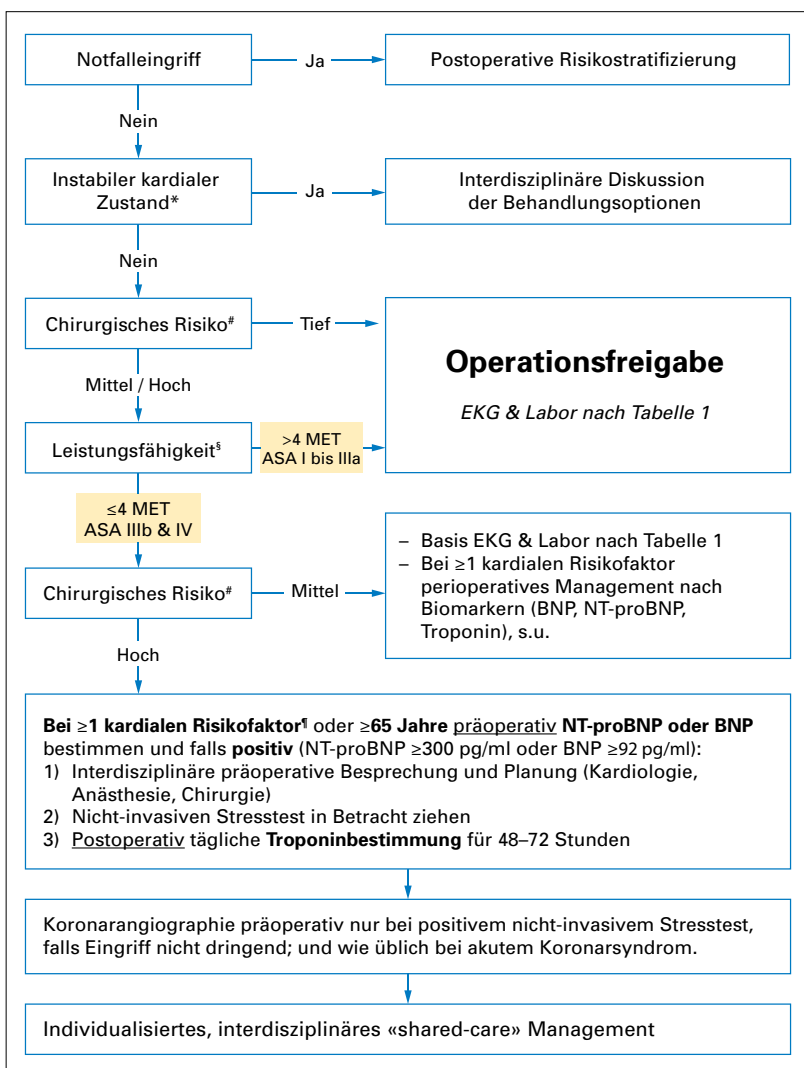 Notfalleingriff
Ja
Postoperative Risikostratifizierung
Nein
Instabiler kardialer
Zustand*
Ja
Interdisziplinäre Diskussion
der Behandlungsoptionen
Nein
Chirurgisches Risiko#
Tief
Operationsfreigabe
EKG & Labor nach Tabelle 1
Mittel / Hoch
Leistungsfähigkeit§
>4 MET
ASA I bis IIIa
≤4 MET
ASA IIIb & IV
Chirurgisches Risiko#
Mittel
– Basis EKG & Labor nach Tabelle 1
– Bei ≥1 kardialen Risikofaktor
perioperatives Management nach
Biomarkern (BNP, NT-proBNP,
Troponin), s.u.
Hoch
Bei ≥1 kardialen Risikofaktor¶ oder ≥65 Jahre präoperativ NT-proBNP oder BNP
bestimmen und falls positiv (NT-proBNP ≥300 pg/ml oder BNP ≥92 pg/ml):
1) Interdisziplinäre präoperative Besprechung und Planung (Kardiologie,
Anästhesie, Chirurgie)
2) Nicht-invasiven Stresstest in Betracht ziehen
3) Postoperativ tägliche Troponinbestimmung für 48–72 Stunden
Koronarangiographie präoperativ nur bei positivem nicht-invasivem Stresstest,
falls Eingriff nicht dringend; und wie üblich bei akutem Koronarsyndrom.
Individualisiertes, interdisziplinäres «shared-care» Management